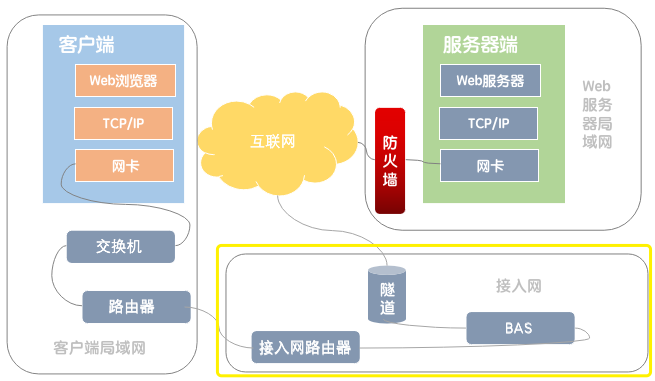 客户端
Web浏览器
TCP/IP
网卡
交换机
路由器
客户端局域网
互联网
防火墙
服务器端
Web服务器
TCP/IP
网卡
Web
服务
器局
域网
接入网
隧道
BAS
接入网路由器